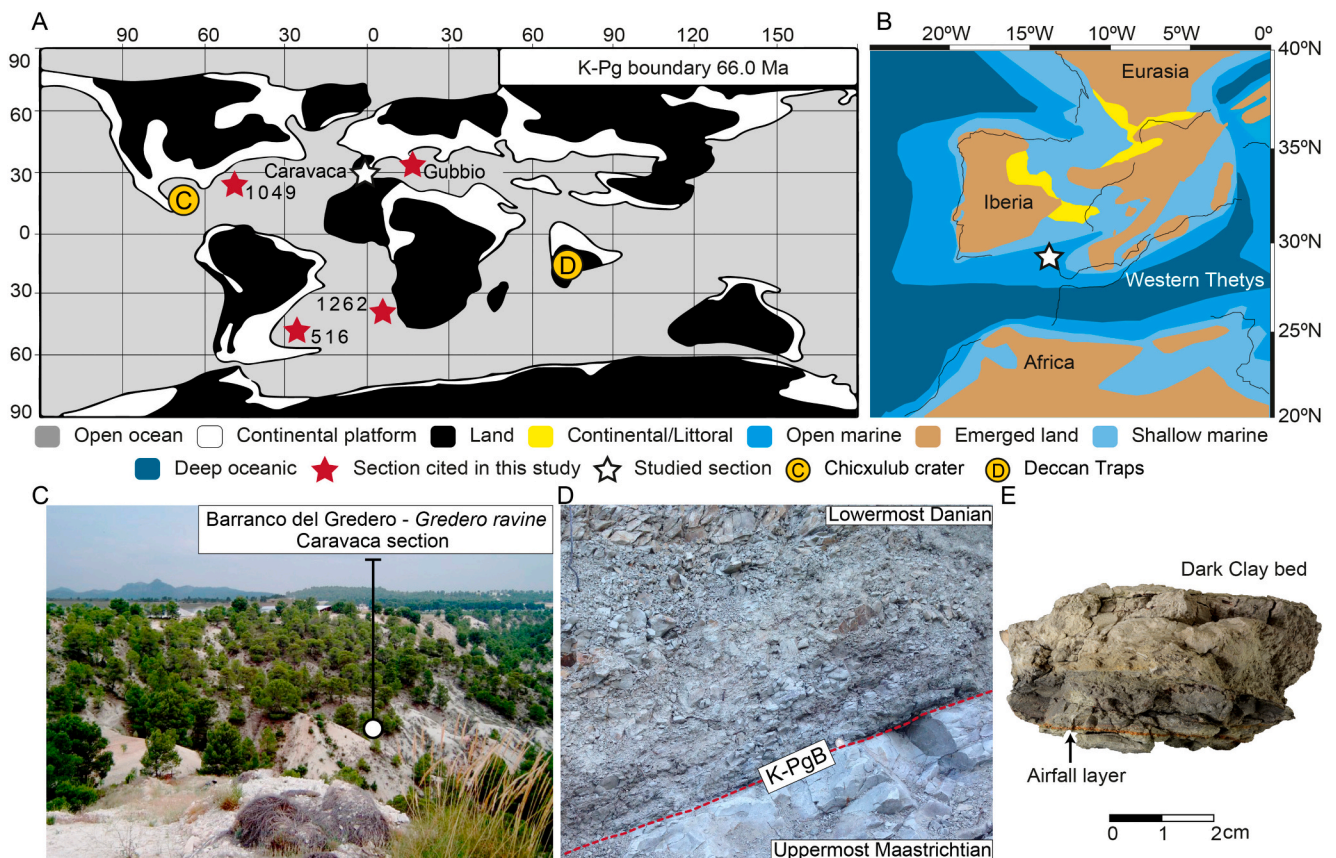 A
90 60 30 0 30 60 90 150
K-Pg boundary 66.0 Ma
90
60
30
0
30
60
90
Caravaca
Gubbio
1049
C
D
1262
516
B
20ºW 15ºW 10ºW 5ºW 0º
40ºN
35ºN
30ºN
25ºN
20ºN
Eurasia
Iberia
Western Thetys
Africa
Open ocean Continental platform Land Continental/Littoral Open marine Emerged land Shallow marine
Deep oceanic Section cited in this study Studied section C Chicxulub crater D Deccan Traps
C
Barranco del Gredero - Gredero ravine
Caravaca section
D
Lowermost Danian
K-PgB
Uppermost Maastrichtian
E
Dark Clay bed
Airfall layer
0 1 2cm